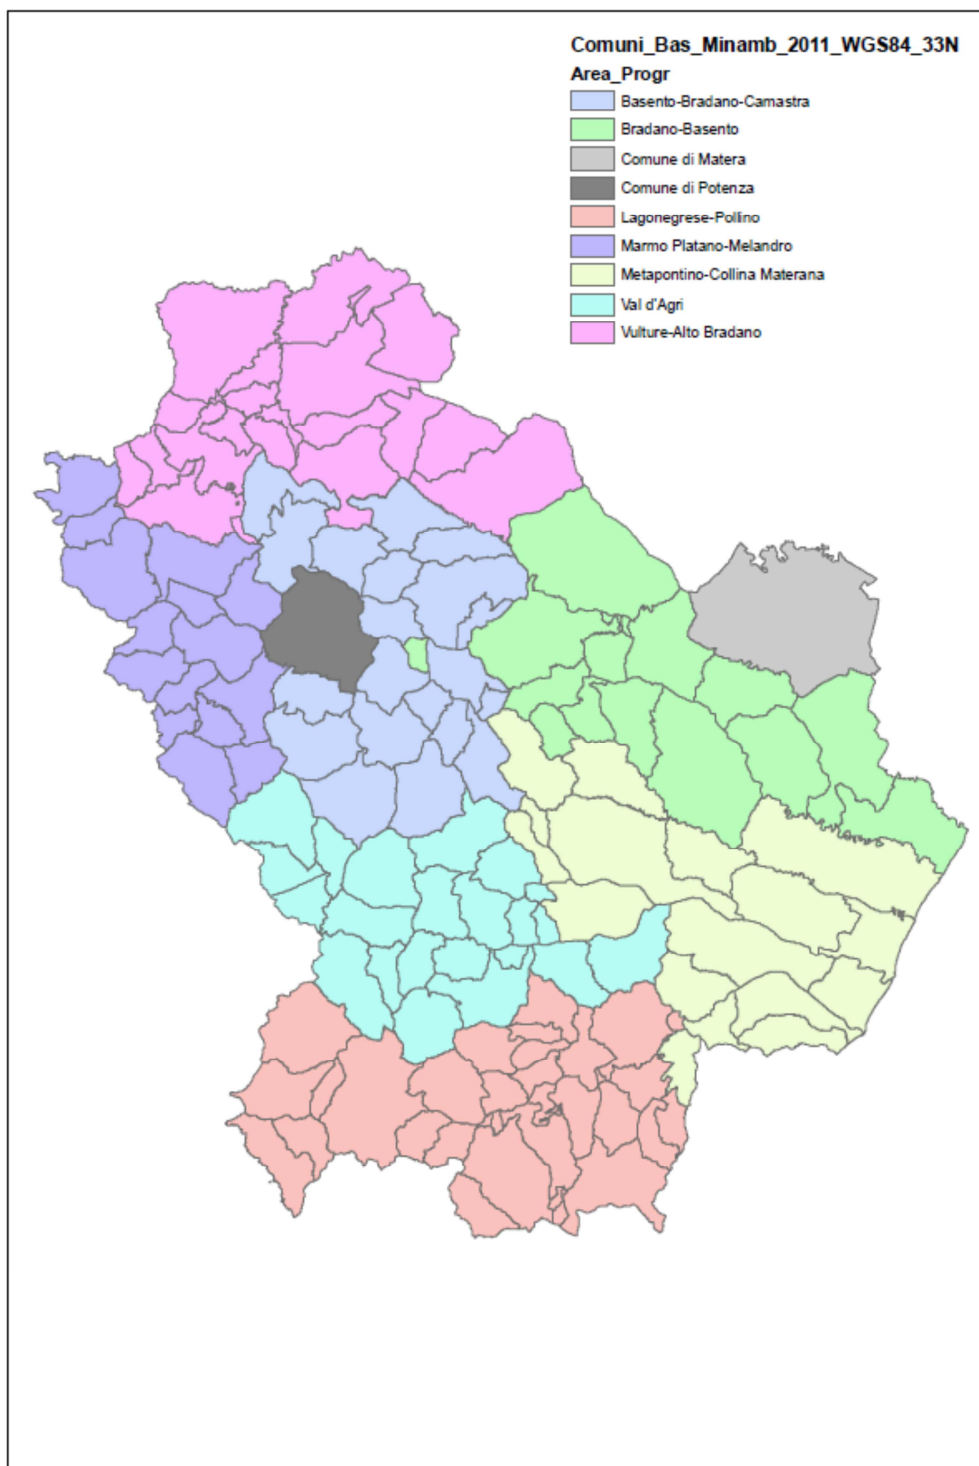 Comuni_Bas_Minamb_2011_WGS84_33N
Area_Progr
Basento-Bradano-Camastra
Bradano-Basento
Comune di Matera
Comune di Potenza
Lagonegrese-Pollino
Marmo Platano-Melandro
Metapontino-Collina Materana
Val d'Agri
Vulture-Alto Bradano